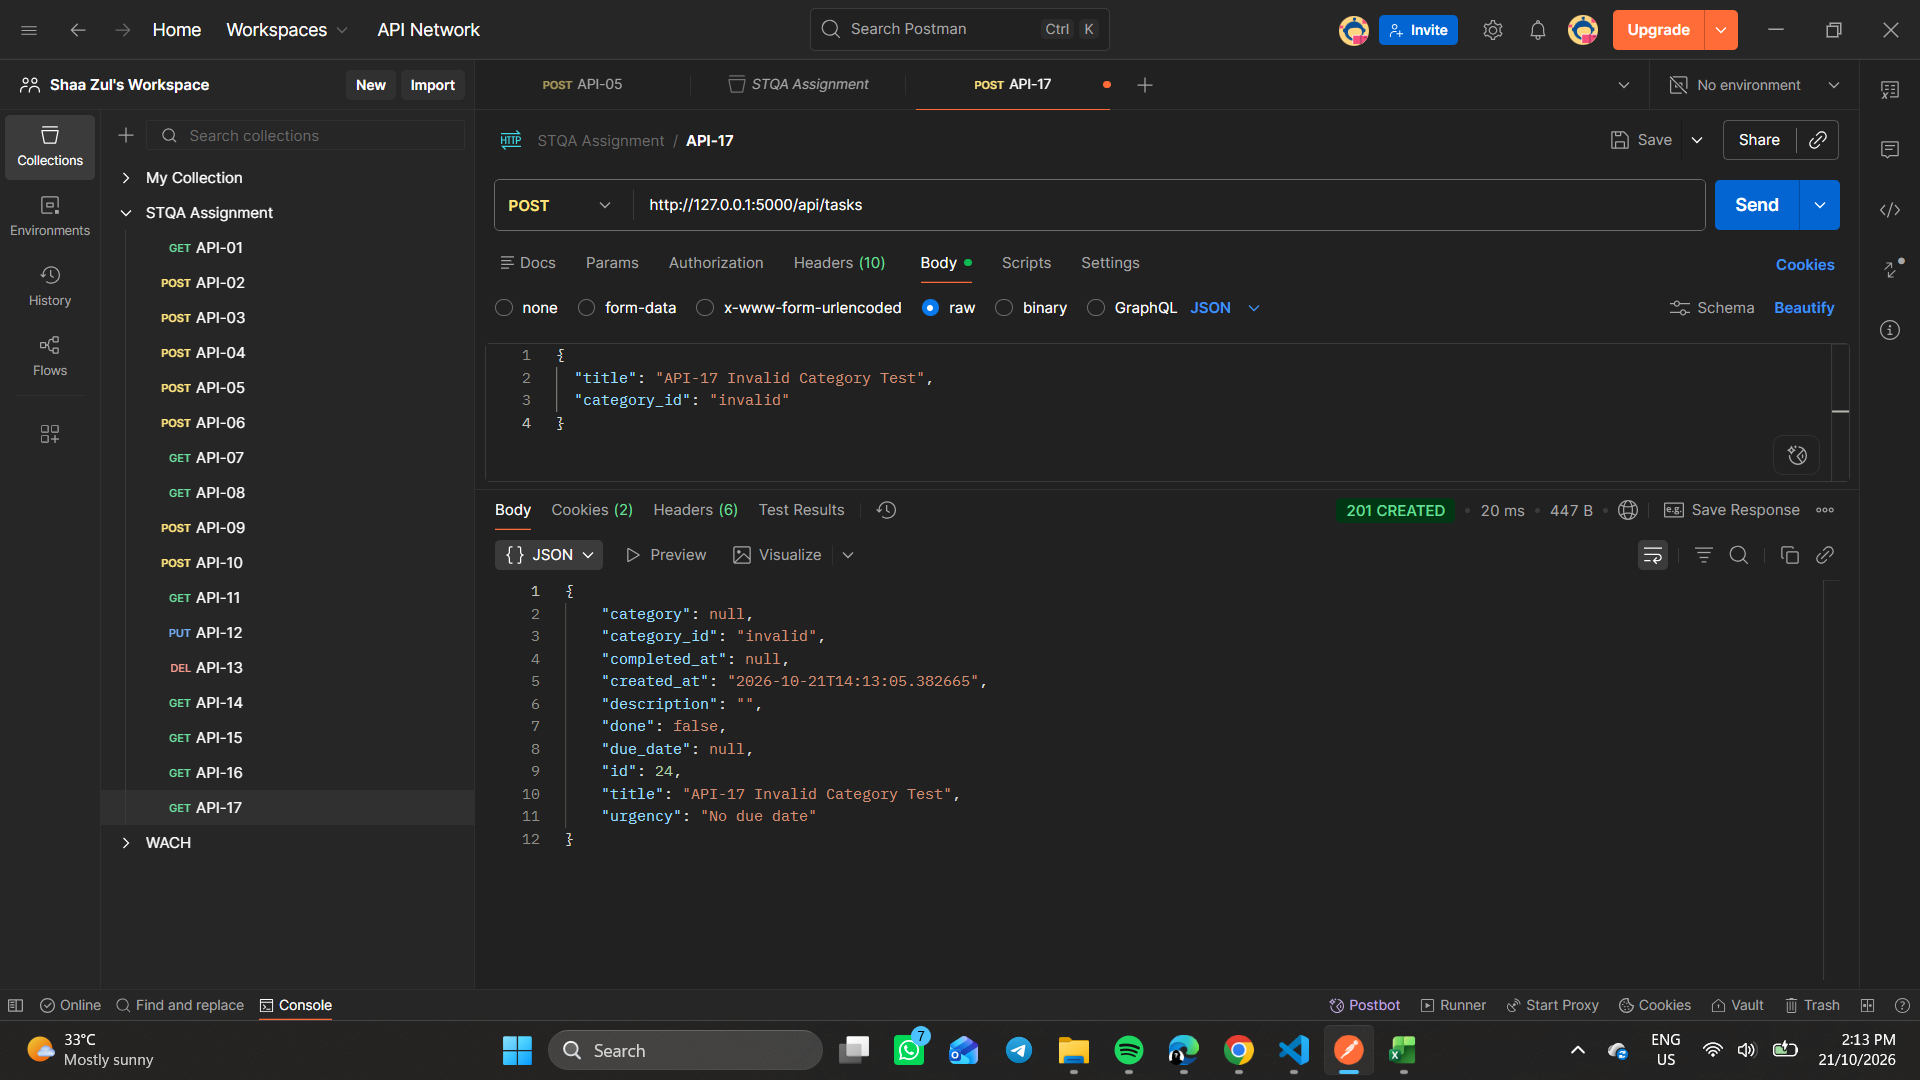 Home Workspaces API Network Search Postman Ctrl K Invite Upgrade
Shaa Zul's Workspace New Import POST API-05 STQA Assignment POST API-17 No environment
Collections
Environments
History
Flows
Search collections
My Collection
STQA Assignment
GET API-01
POST API-02
POST API-03
POST API-04
POST API-05
POST API-06
GET API-07
GET API-08
POST API-09
POST API-10
GET API-11
PUT API-12
DEL API-13
GET API-14
GET API-15
GET API-16
GET API-17
WACH
HTTP STQA Assignment / API-17 Save Share
POST http://127.0.0.1:5000/api/tasks Send
Docs Params Authorization Headers (10) Body Scripts Settings Cookies
none form-data x-www-form-urlencoded raw binary GraphQL JSON Schema Beautify
1 {
2 "title": "API-17 Invalid Category Test",
3 "category_id": "invalid"
4 }
Body Cookies (2) Headers (6) Test Results 201 CREATED • 20 ms • 447 B • e.g. Save Response
{} JSON Preview Visualize
1 {
2 "category": null,
3 "category_id": "invalid",
4 "completed_at": null,
5 "created_at": "2026-10-21T14:13:05.382665",
6 "description": "",
7 "done": false,
8 "due_date": null,
9 "id": 24,
10 "title": "API-17 Invalid Category Test",
11 "urgency": "No due date"
12 }
Online Find and replace Console Postbot Runner Start Proxy Cookies Vault Trash
33°C
Mostly sunny
Search
7
ENG
US
2:13 PM
21/10/2026